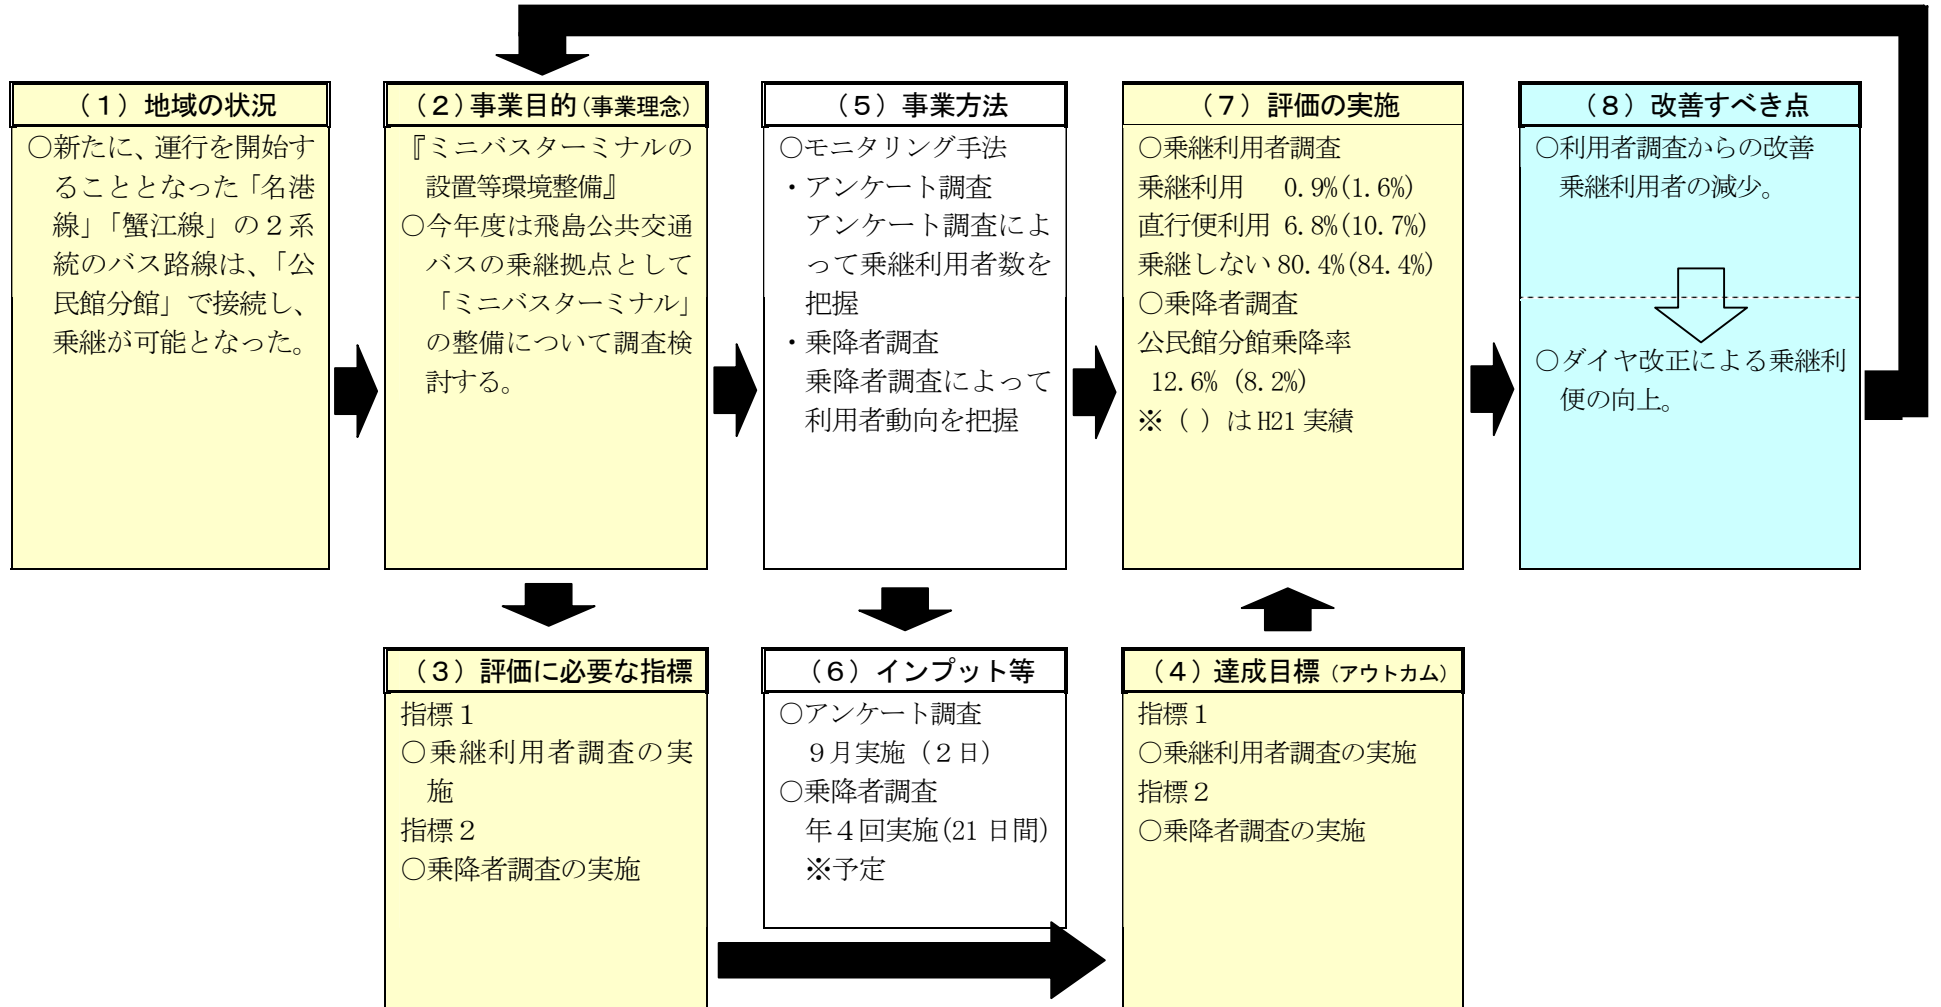 （１）地域の状況
○新たに、運行を開始す
ることとなった「名港
線」「蟹江線」の２系
統のバス路線は、「公
民館分館」で接続し、
乗継が可能となった。
（２）事業目的（事業理念）
『ミニバスターミナルの
設置等環境整備』
○今年度は飛島公共交通
バスの乗継拠点として
「ミニバスターミナル」
の整備について調査検
討する。
（５）事業方法
○モニタリング手法
・アンケート調査
アンケート調査によ
って乗継利用者数を
把握
・乗降者調査
乗降者調査によって
利用者動向を把握
（７）評価の実施
○乗継利用者調査
乗継利用　0.9%(1.6%)
直行便利用 6.8%(10.7%)
乗継しない 80.4%(84.4%)
○乗降者調査
公民館分館乗降率
12.6% (8.2%)
※（ ）は H21 実績
（８）改善すべき点
○利用者調査からの改善
乗継利用者の減少。
○ダイヤ改正による乗継利
便の向上。
（３）評価に必要な指標
指標１
○乗継利用者調査の実
施
指標２
○乗降者調査の実施
（６）インプット等
○アンケート調査
９月実施（２日）
○乗降者調査
年４回実施(21 日間)
※予定
（４）達成目標（アウトカム）
指標１
○乗継利用者調査の実施
指標２
○乗降者調査の実施